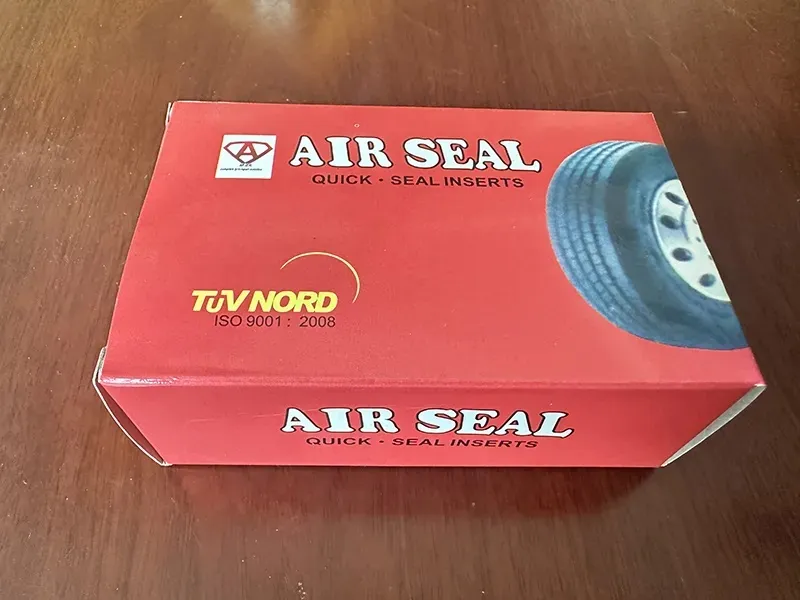 A
AIR SEAL
QUICK · SEAL INSERTS
TÜV NORD
ISO 9001 : 2008
AIR SEAL
QUICK · SEAL INSERTS